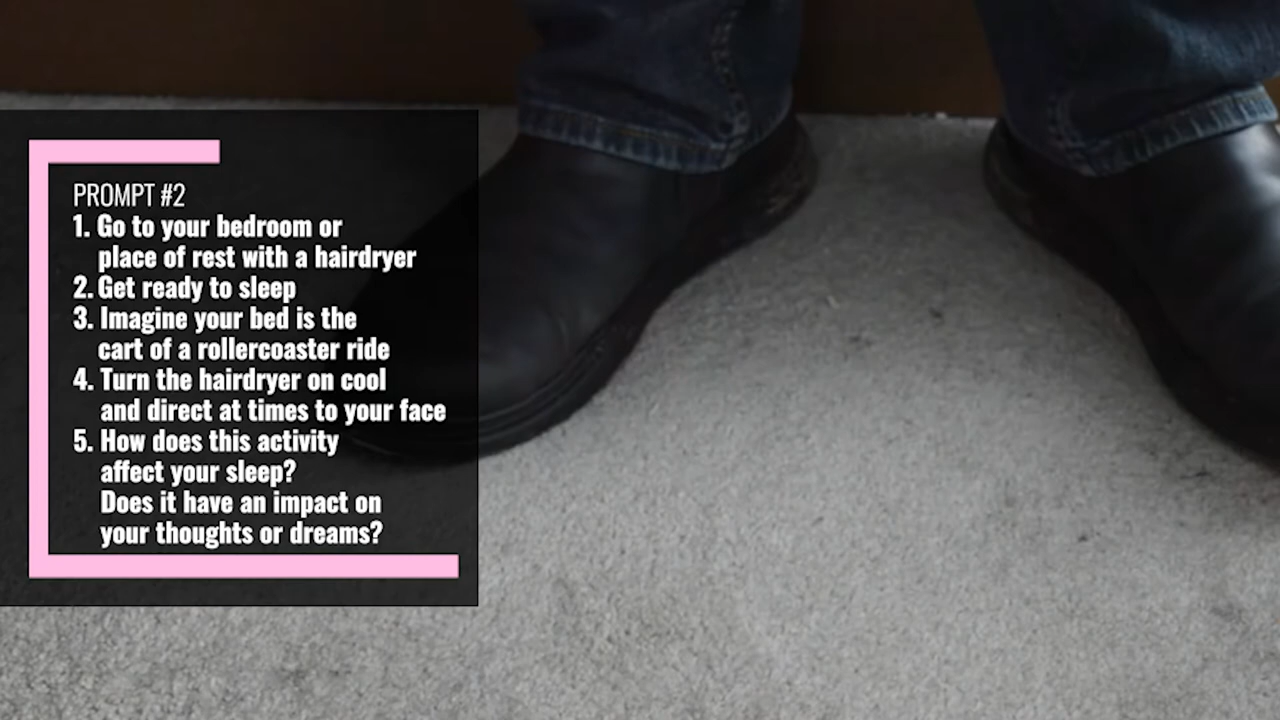 PROMPT #2
1. Go to your bedroom or
place of rest with a hairdryer
2. Get ready to sleep
3. Imagine your bed is the
cart of a rollercoaster ride
4. Turn the hairdryer on cool
and direct at times to your face
5. How does this activity
affect your sleep?
Does it have an impact on
your thoughts or dreams?